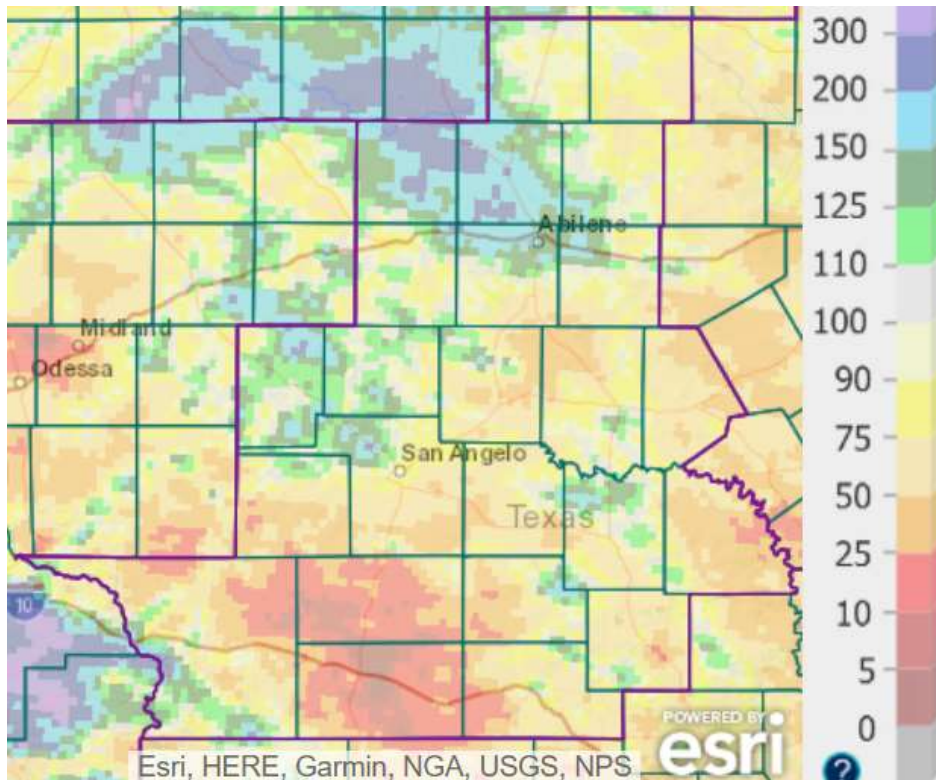 300
200
150
125
110
100
90
75
50
25
10
5
0
Abilene
Midland
Odessa
San Angelo
Texas
10
POWERED BY
esri
Esri, HERE, Garmin, NGA, USGS, NPS
?